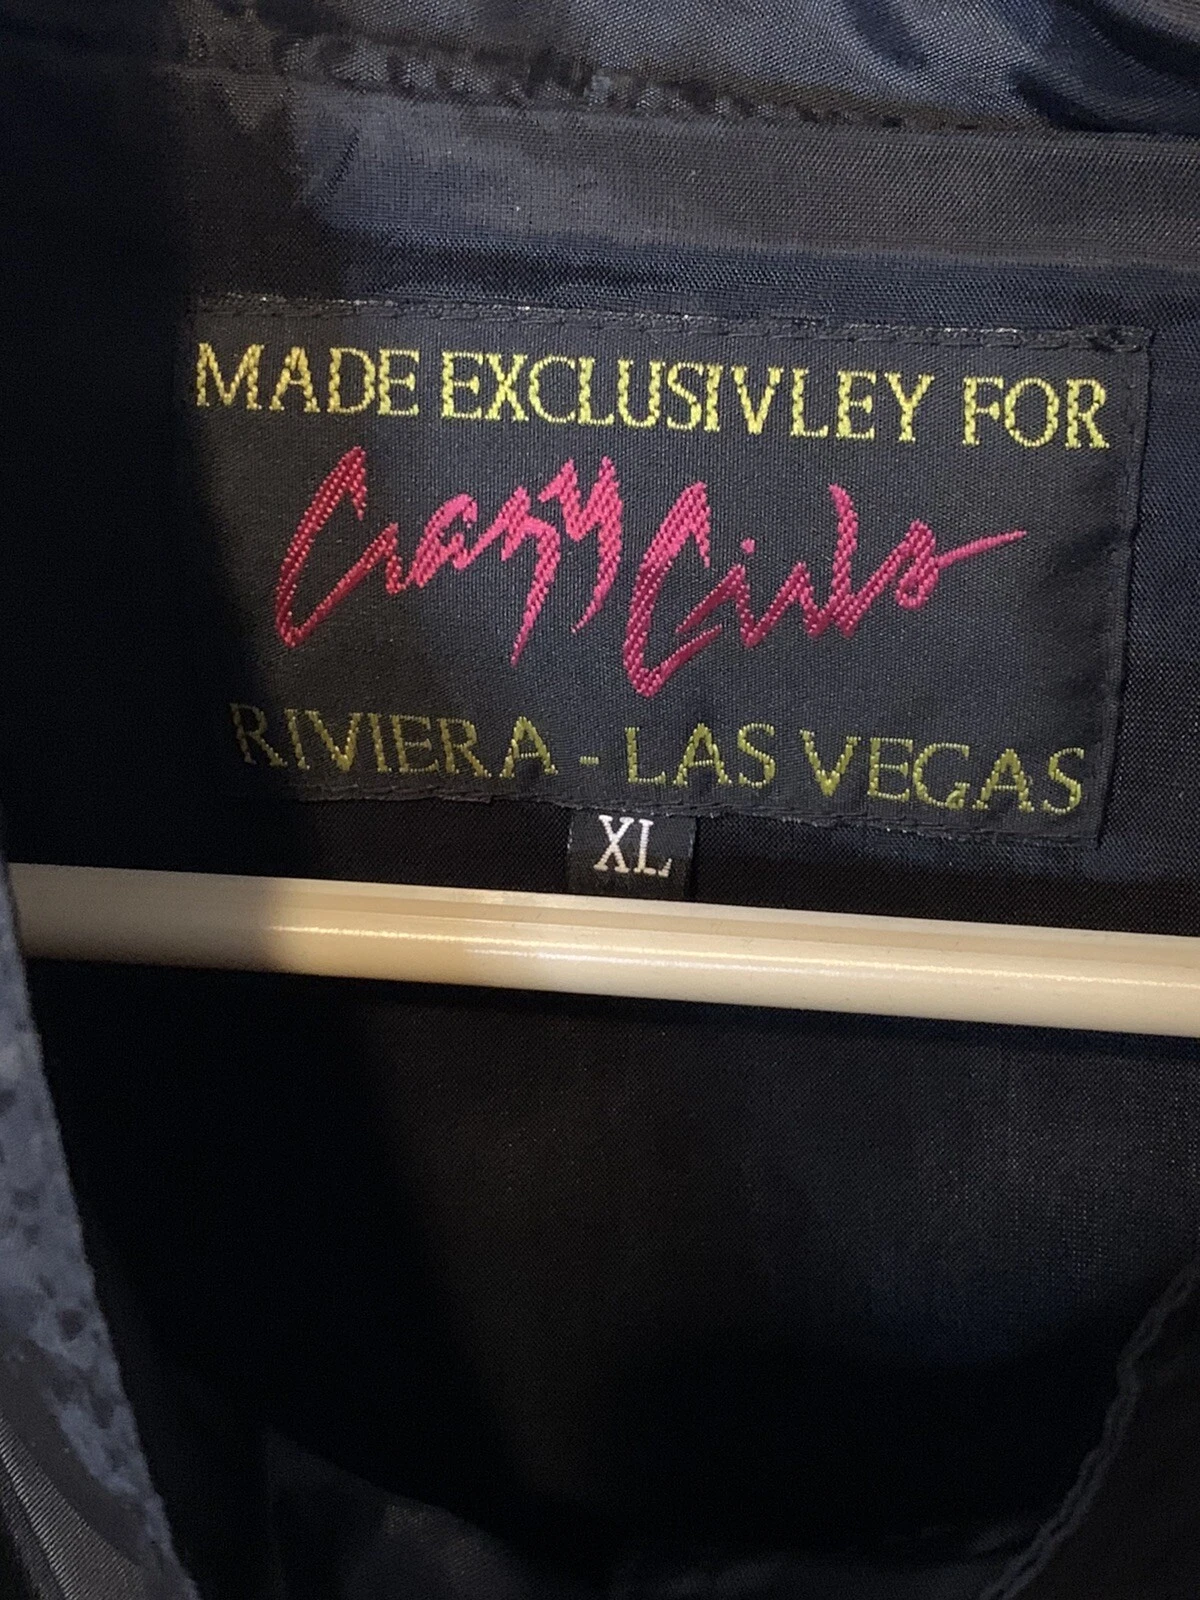 MADE EXCLUSIVLEY FOR
Crazy Girls
RIVIERA - LAS VEGAS
XL